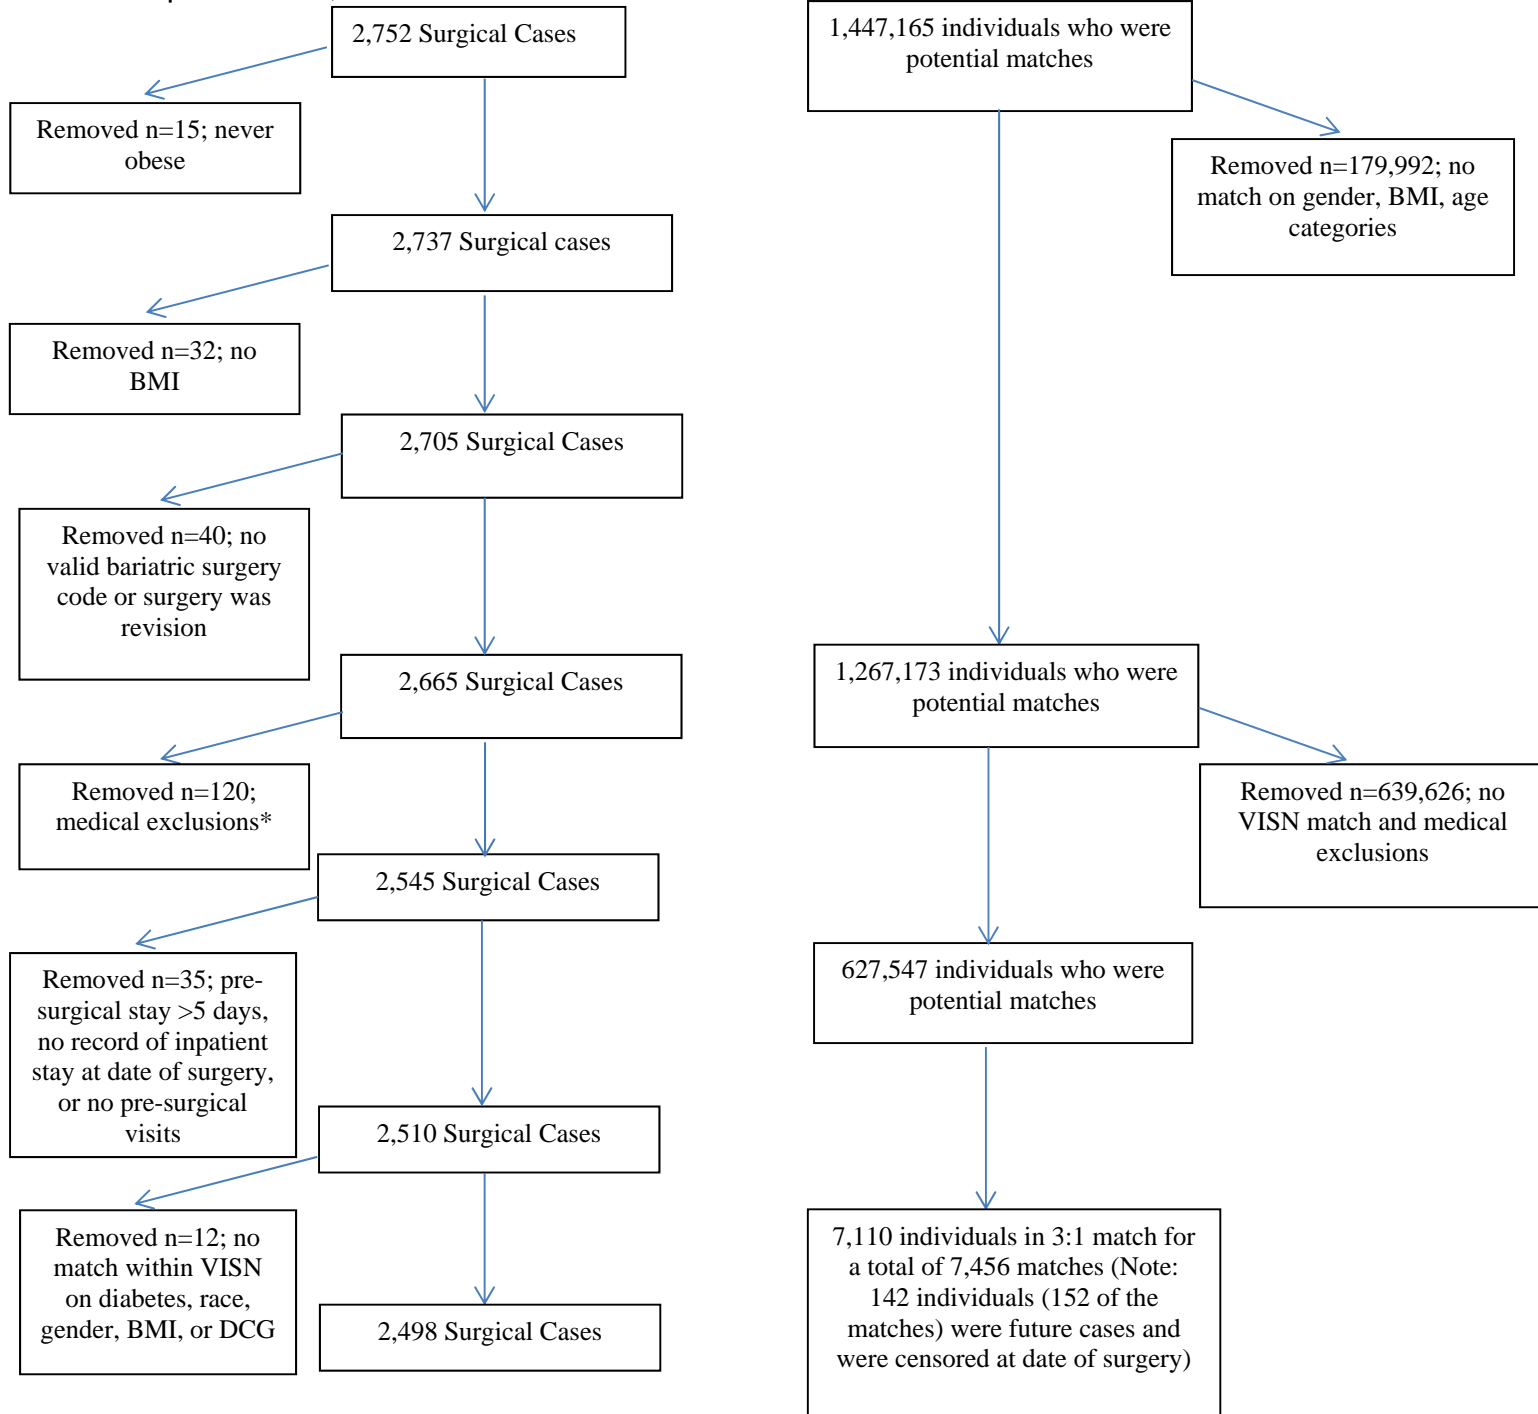 2,752 Surgical Cases
Removed n=15; never
obese
2,737 Surgical cases
Removed n=32; no
BMI
2,705 Surgical Cases
Removed n=40; no
valid bariatric surgery
code or surgery was
revision
2,665 Surgical Cases
Removed n=120;
medical exclusions*
2,545 Surgical Cases
Removed n=35; pre-
surgical stay >5 days,
no record of inpatient
stay at date of surgery,
or no pre-surgical
visits
2,510 Surgical Cases
Removed n=12; no
match within VISN
on diabetes, race,
gender, BMI, or DCG
2,498 Surgical Cases
1,447,165 individuals who were
potential matches
Removed n=179,992; no
match on gender, BMI, age
categories
1,267,173 individuals who were
potential matches
Removed n=639,626; no
VISN match and medical
exclusions
627,547 individuals who were
potential matches
7,110 individuals in 3:1 match for
a total of 7,456 matches (Note:
142 individuals (152 of the
matches) were future cases and
were censored at date of surgery)